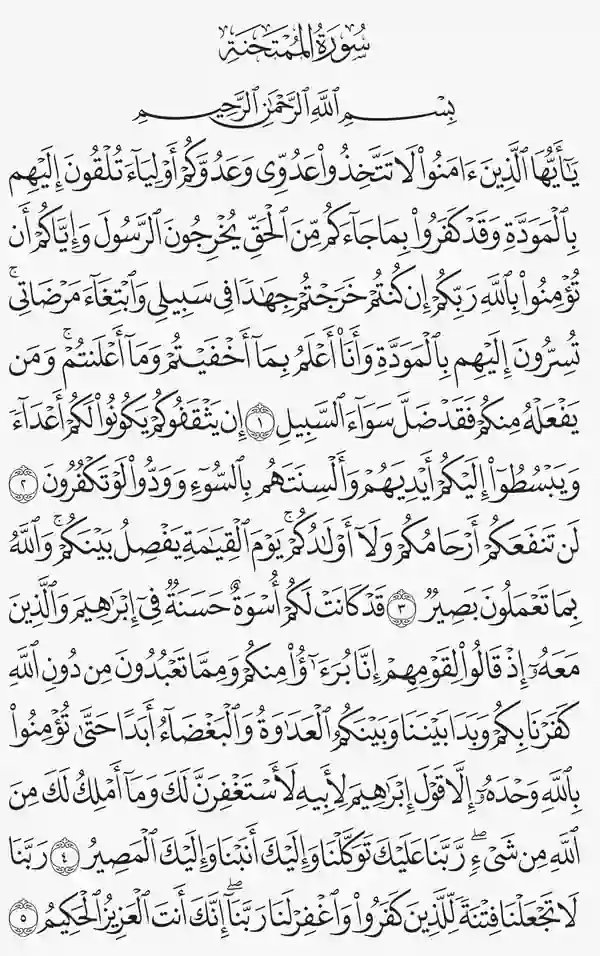 سُورَةُ المُمْتَحنَةِ
بِسْمِ ٱللَّهِ ٱلرَّحْمَٰنِ ٱلرَّحِيمِ
يَٰٓأَيُّهَا ٱلَّذِينَ ءَامَنُوا۟ لَا تَتَّخِذُوا۟ عَدُوِّى وَعَدُوَّكُمْ أَوْلِيَآءَ تُلْقُونَ إِلَيْهِم
بِٱلْمَوَدَّةِ وَقَدْ كَفَرُوا۟ بِمَا جَآءَكُم مِّنَ ٱلْحَقِّ يُخْرِجُونَ ٱلرَّسُولَ وَإِيَّاكُمْ أَن
تُؤْمِنُوا۟ بِٱللَّهِ رَبِّكُمْ إِن كُنتُمْ خَرَجْتُمْ جِهَٰدًا فِى سَبِيلِى وَٱبْتِغَآءَ مَرْضَاتِى ۚ
تُسِرُّونَ إِلَيْهِم بِٱلْمَوَدَّةِ وَأَنَا۠ أَعْلَمُ بِمَآ أَخْفَيْتُمْ وَمَآ أَعْلَنتُمْ ۚ وَمَن
يَفْعَلْهُ مِنكُمْ فَقَدْ ضَلَّ سَوَآءَ ٱلسَّبِيلِ ١ إِن يَثْقَفُوكُمْ يَكُونُوا۟ لَكُمْ أَعْدَآءً
وَيَبْسُطُوٓا۟ إِلَيْكُمْ أَيْدِيَهُمْ وَأَلْسِنَتَهُم بِٱلسُّوٓءِ وَوَدُّوا۟ لَوْ تَكْفُرُونَ ٢
لَن تَنفَعَكُمْ أَرْحَامُكُمْ وَلَآ أَوْلَٰدُكُمْ ۚ يَوْمَ ٱلْقِيَٰمَةِ يَفْصِلُ بَيْنَكُمْ ۚ وَٱللَّهُ
بِمَا تَعْمَلُونَ بَصِيرٌ ٣ قَدْ كَانَتْ لَكُمْ أُسْوَةٌ حَسَنَةٌ فِىٓ إِبْرَٰهِيمَ وَٱلَّذِينَ
مَعَهُۥٓ إِذْ قَالُوا۟ لِقَوْمِهِمْ إِنَّا بُرَءَٰٓؤُا۟ مِنكُمْ وَمِمَّا تَعْبُدُونَ مِن دُونِ ٱللَّهِ
كَفَرْنَا بِكُمْ وَبَدَا بَيْنَنَا وَبَيْنَكُمُ ٱلْعَدَٰوَةُ وَٱلْبَغْضَآءُ أَبَدًا حَتَّىٰ تُؤْمِنُوا۟
بِٱللَّهِ وَحْدَهُۥٓ إِلَّا قَوْلَ إِبْرَٰهِيمَ لِأَبِيهِ لَأَسْتَغْفِرَنَّ لَكَ وَمَآ أَمْلِكُ لَكَ مِنَ
ٱللَّهِ مِن شَىْءٍ ۖ رَّبَّنَا عَلَيْكَ تَوَكَّلْنَا وَإِلَيْكَ أَنَبْنَا وَإِلَيْكَ ٱلْمَصِيرُ ٤ رَبَّنَا
لَا تَجْعَلْنَا فِتْنَةً لِّلَّذِينَ كَفَرُوا۟ وَٱغْفِرْ لَنَا رَبَّنَآ ۖ إِنَّكَ أَنتَ ٱلْعَزِيزُ ٱلْحَكِيمُ ٥